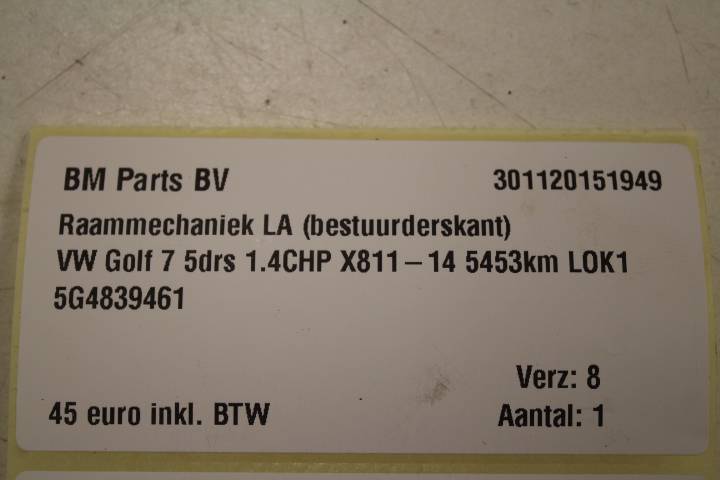 BM Parts BV 301120151949
Raammechaniek LA (bestuurderskant)
VW Golf 7 5drs 1.4CHP X811-14 5453km LOK1
5G4839461
Verz: 8
45 euro inkl. BTW Aantal: 1